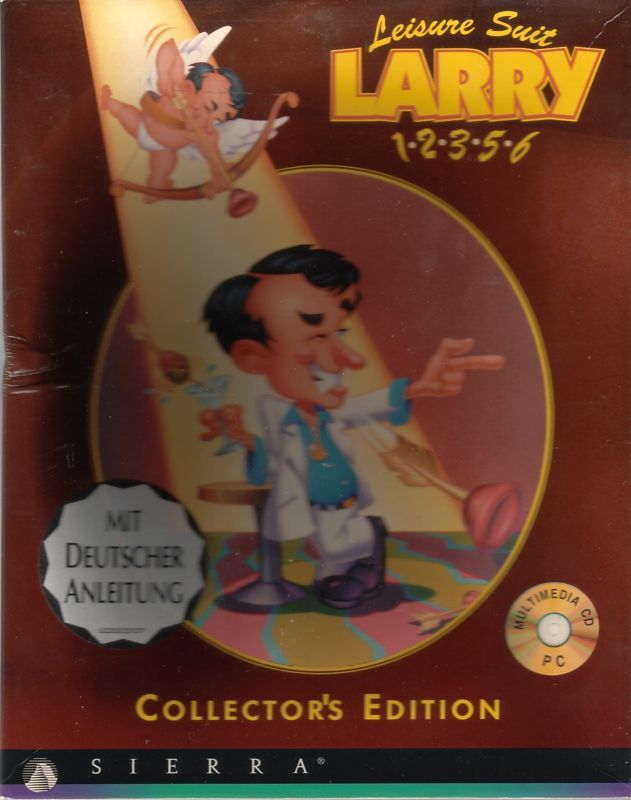 Leisure Suit
LARRY
1·2·3·5·6
MIT
DEUTSCHER
ANLEITUNG
MULTIMEDIA CD
PC
COLLECTOR'S EDITION
SIERRA®